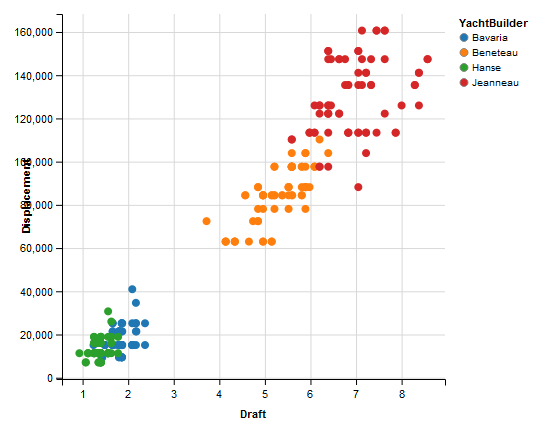 YachtBuilder
Bavaria
Beneteau
Hanse
Jeanneau
160,000
140,000
120,000
100,000
80,000
60,000
40,000
20,000
0
Displacement
1 2 3 4 5 6 7 8
Draft